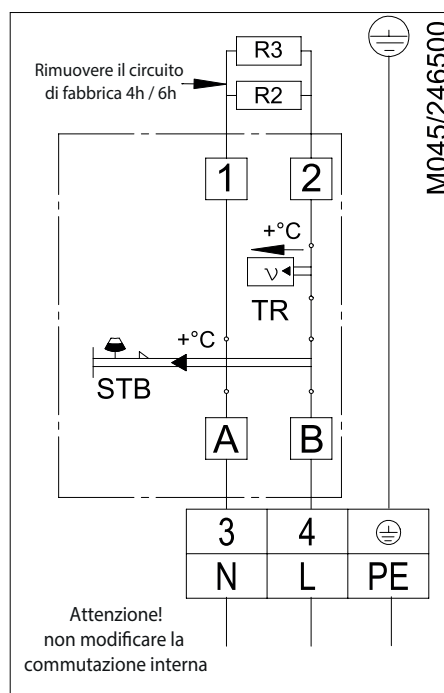 R3
Rimuovere il circuito
di fabbrica 4h / 6h
R2
M045/246500
1 2
+°C
ν
TR
+°C
STB
A B
3 4
N L PE
Attenzione!
non modificare la
commutazione interna